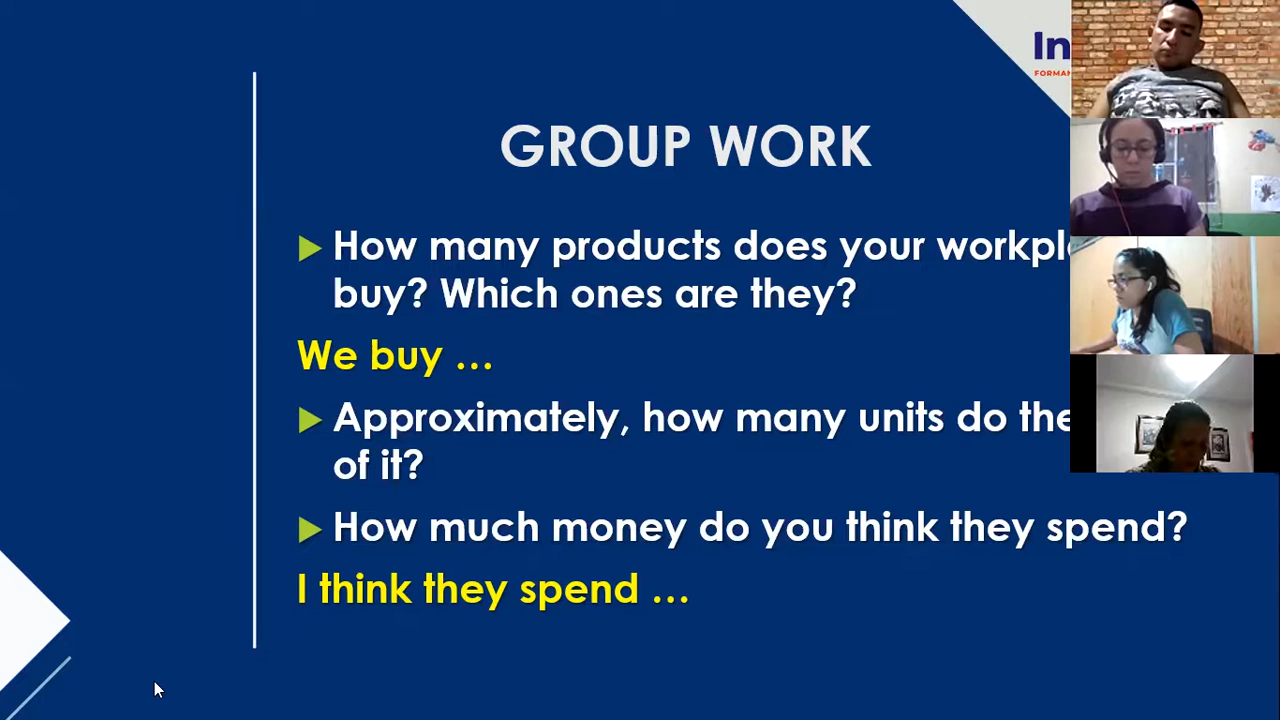 In
FORMAN
GROUP WORK
How many products does your workpl
buy? Which ones are they?
We buy …
Approximately, how many units do the
of it?
How much money do you think they spend?
I think they spend …